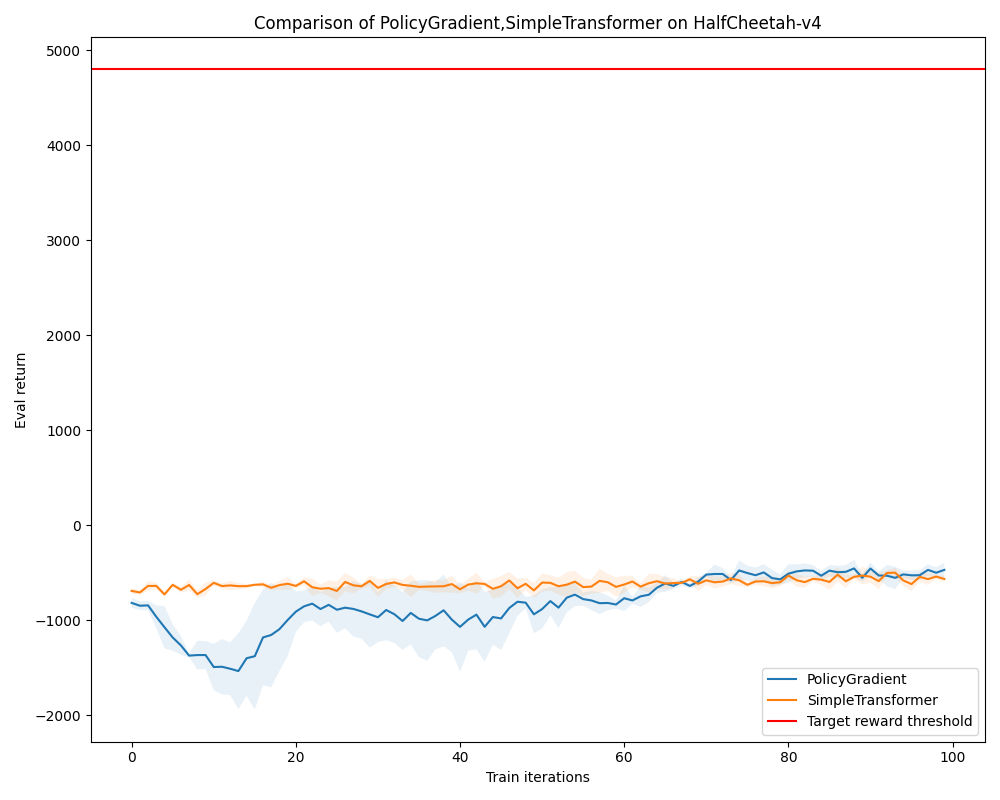 Comparison of PolicyGradient,SimpleTransformer on HalfCheetah-v4
5000
4000
3000
2000
1000
0
−1000
−2000
Eval return
0 20 40 60 80 100
Train iterations
PolicyGradient
SimpleTransformer
Target reward threshold